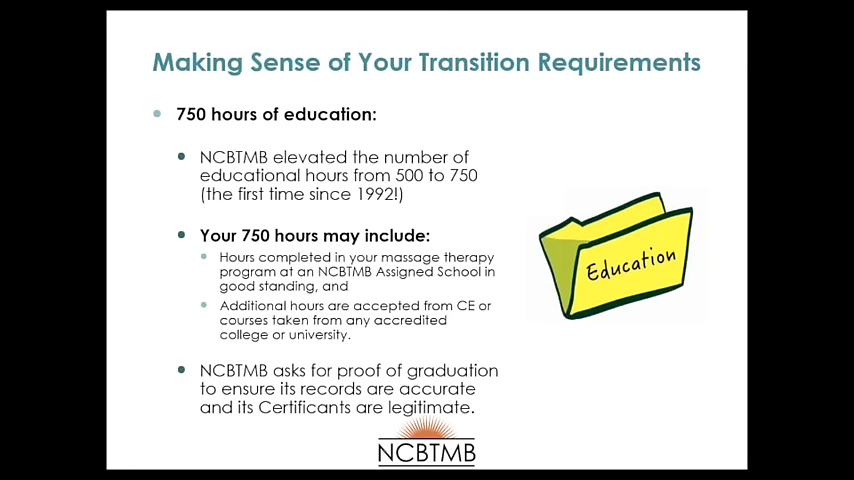 Making Sense of Your Transition Requirements
750 hours of education:
NCBTMB elevated the number of
educational hours from 500 to 750
(the first time since 1992!)
Your 750 hours may include:
Hours completed in your massage therapy
program at an NCBTMB Assigned School in
good standing, and
Additional hours are accepted from CE or
courses taken from any accredited
college or university.
NCBTMB asks for proof of graduation
to ensure its records are accurate
and its Certificants are legitimate.
Education
NCBTMB